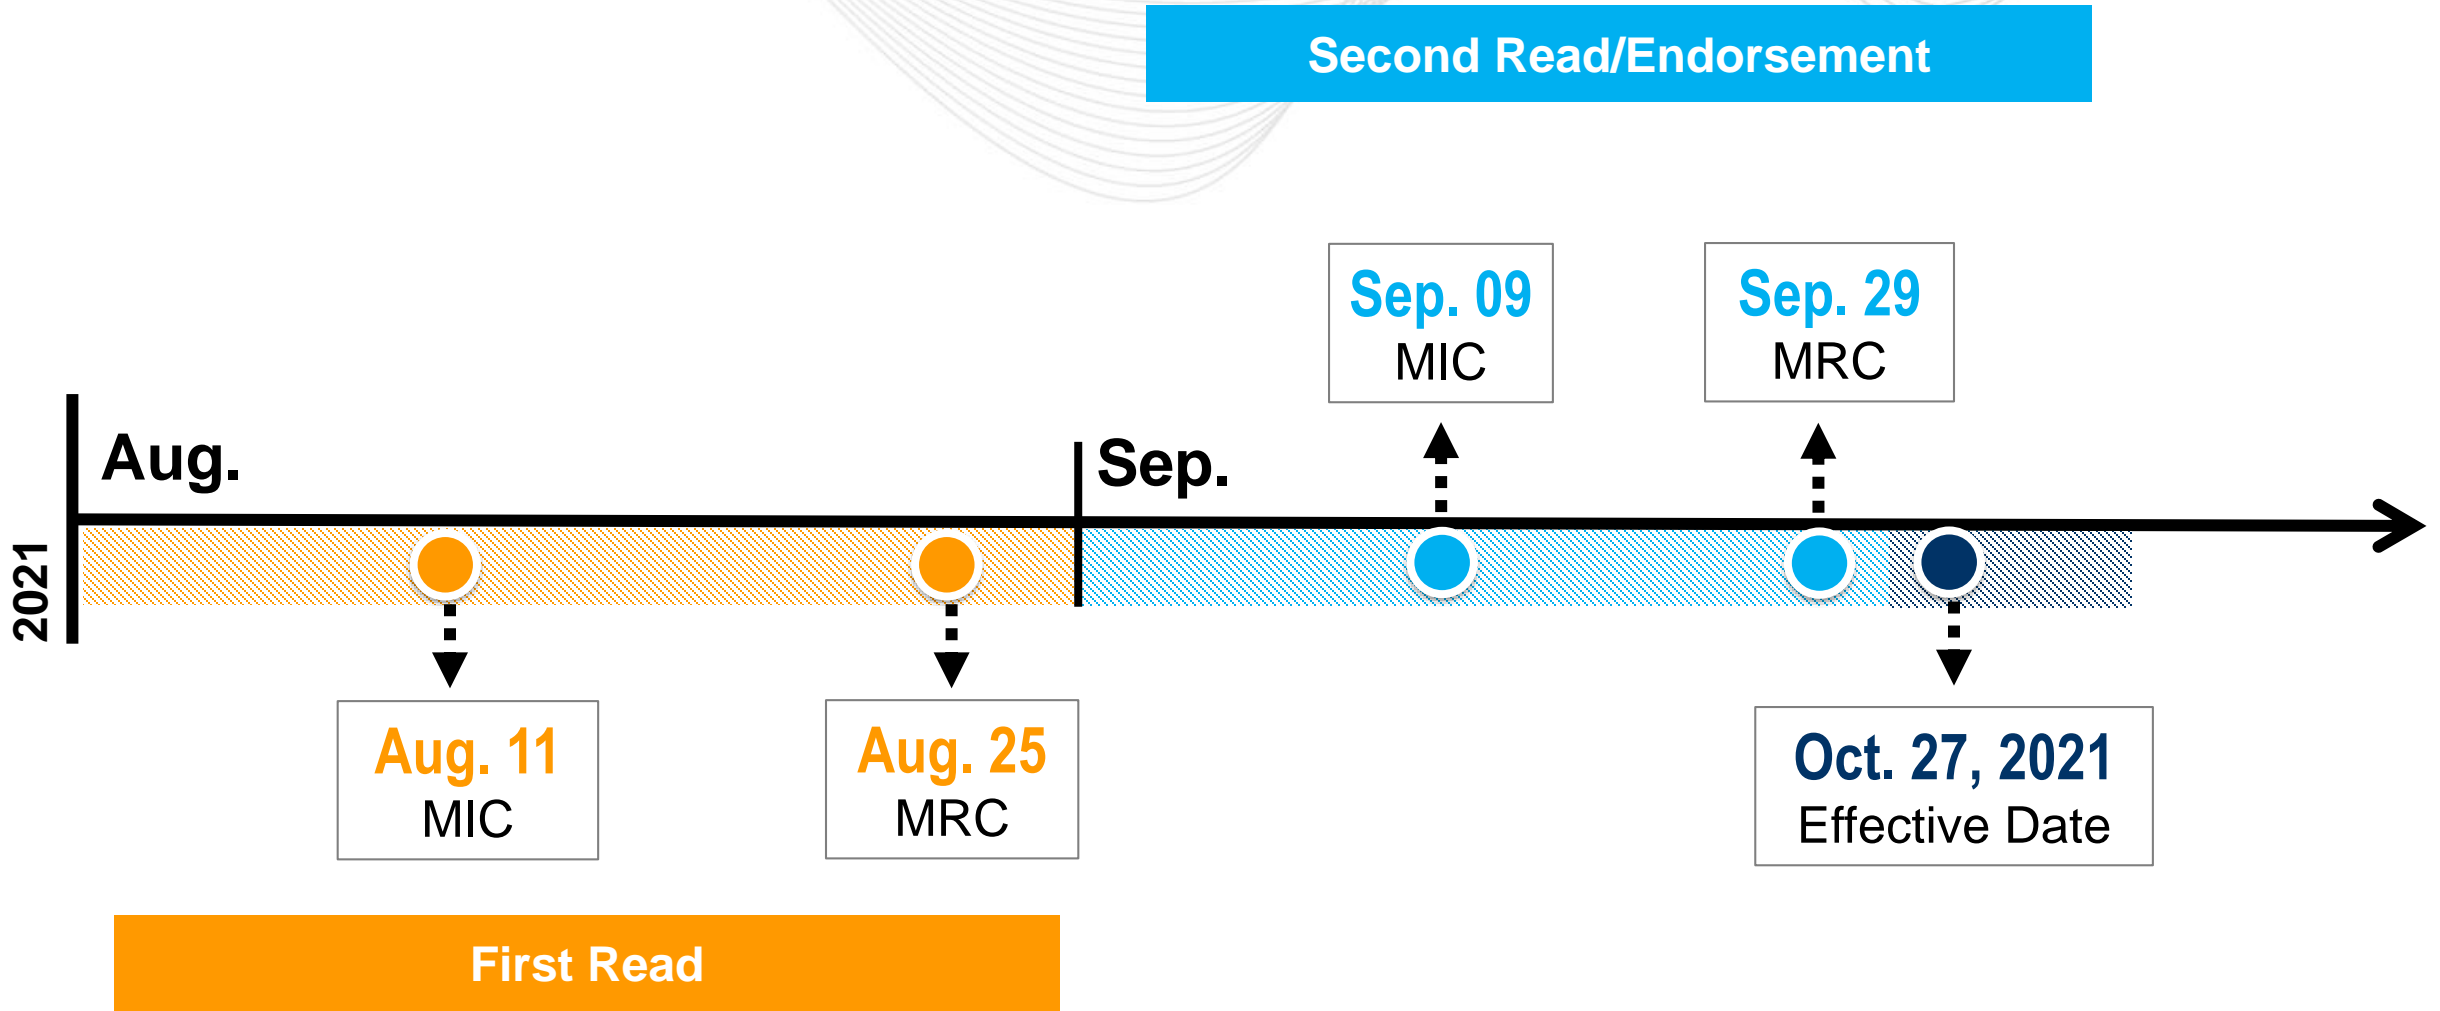 Second Read/Endorsement
Sep. 09
MIC
Sep. 29
MRC
Aug.
Sep.
2021
Aug. 11
MIC
Aug. 25
MRC
Oct. 27, 2021
Effective Date
First Read